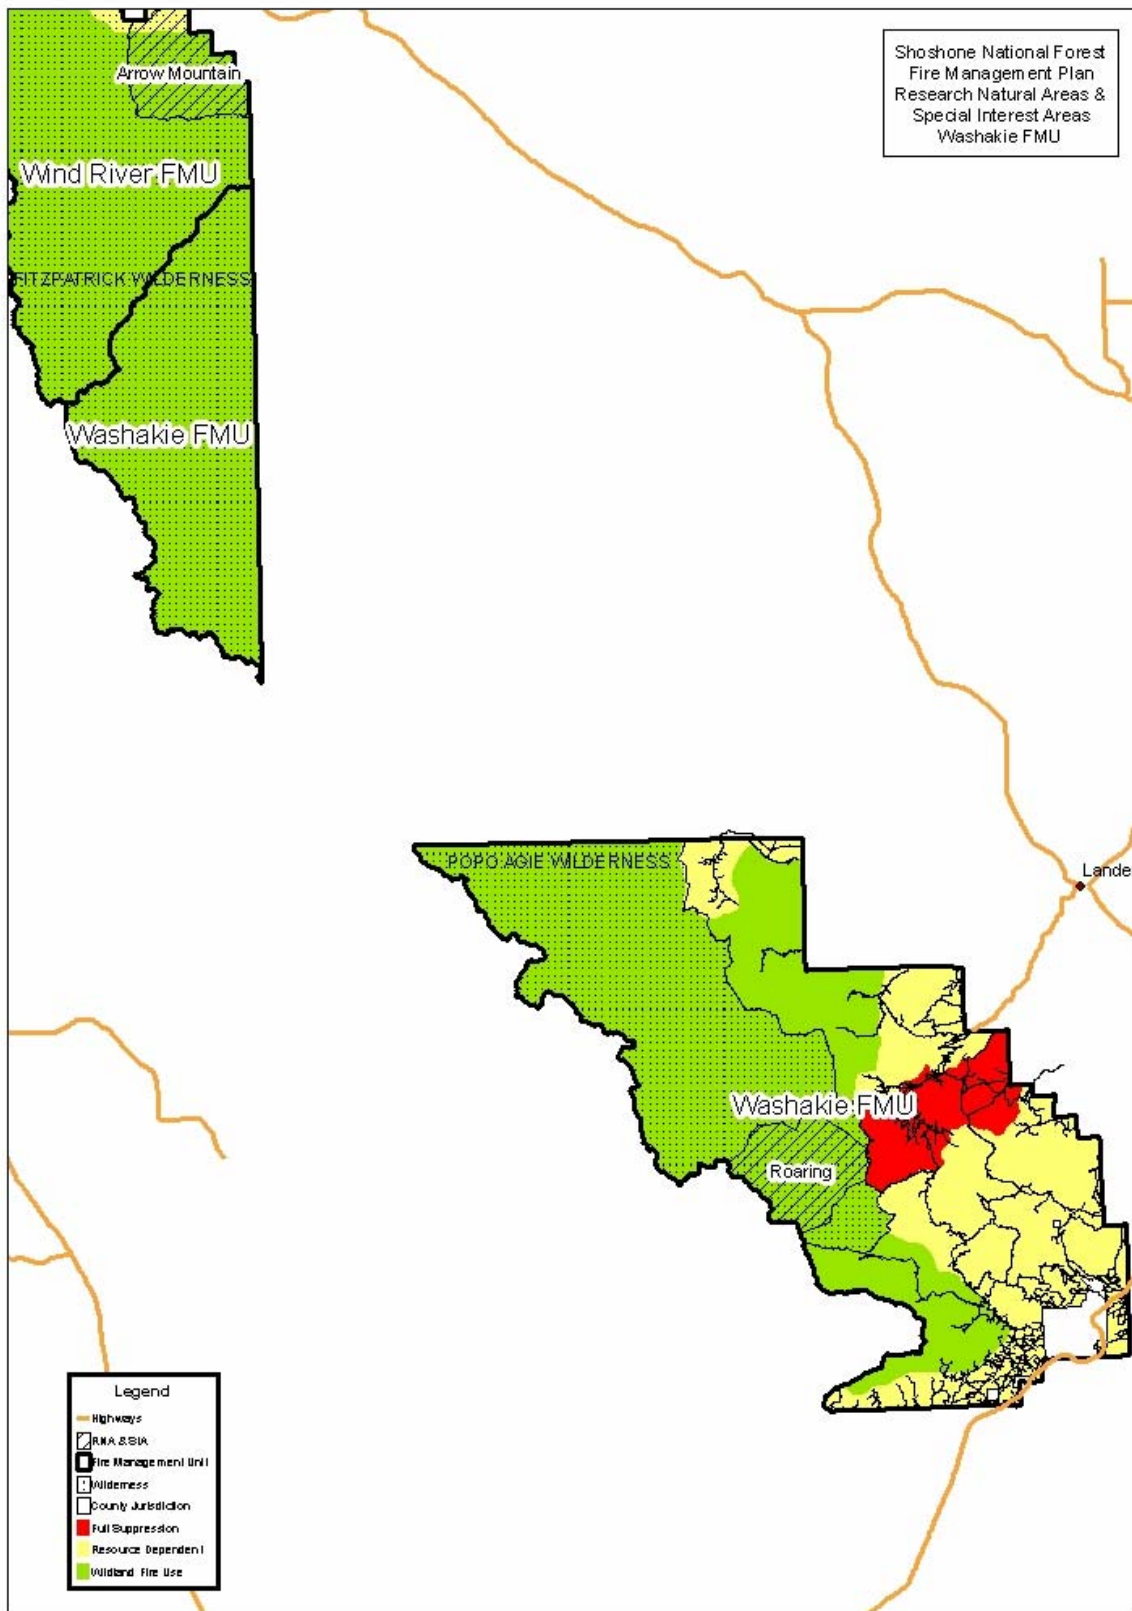 Shoshone National Forest
Fire Management Plan
Research Natural Areas &
Special Interest Areas
Washakie FMU
Arrow Mountain
Wind River FMU
FITZPATRICK WILDERNESS
Washakie FMU
POPO AGIE WILDERNESS
Lande
Washakie FMU
Roaring
Legend
Highways
RNA & SIA
Fire Management Unit
Wilderness
County Jurisdiction
Full Suppression
Resource Dependent
Wildland Fire Use